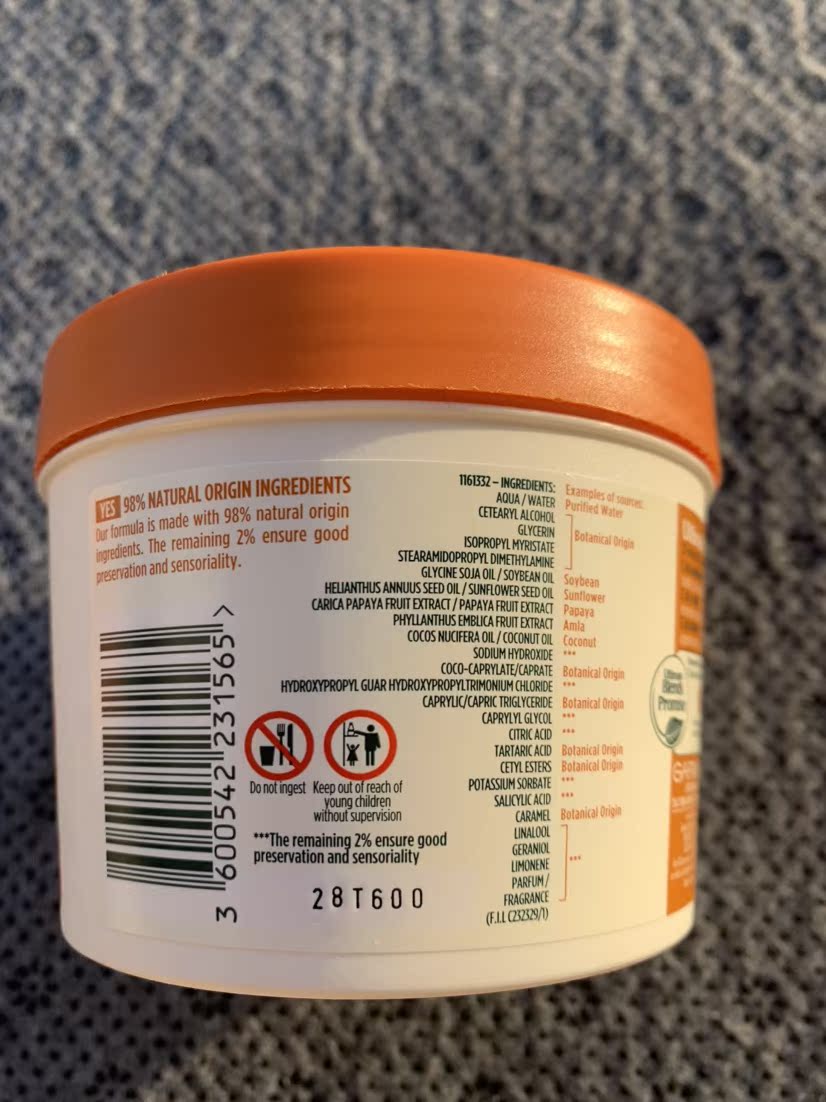 YES 98% NATURAL ORIGIN INGREDIENTS
Our formula is made with 98% natural origin
ingredients. The remaining 2% ensure good
preservation and sensoriality.
3 600542 231565 >
Do not ingest
Keep out of reach of
young children
without supervision
***The remaining 2% ensure good
preservation and sensoriality
28T600
1161332 – INGREDIENTS: Examples of sources:
AQUA / WATER Purified Water
CETEARYL ALCOHOL
GLYCERIN Botanical Origin
ISOPROPYL MYRISTATE
STEARAMIDOPROPYL DIMETHYLAMINE
GLYCINE SOJA OIL / SOYBEAN OIL Soybean
HELIANTHUS ANNUUS SEED OIL / SUNFLOWER SEED OIL Sunflower
CARICA PAPAYA FRUIT EXTRACT / PAPAYA FRUIT EXTRACT Papaya
PHYLLANTHUS EMBLICA FRUIT EXTRACT Amla
COCOS NUCIFERA OIL / COCONUT OIL Coconut
SODIUM HYDROXIDE ***
COCO-CAPRYLATE/CAPRATE Botanical Origin
HYDROXYPROPYL GUAR HYDROXYPROPYLTRIMONIUM CHLORIDE ***
CAPRYLIC/CAPRIC TRIGLYCERIDE Botanical Origin
CAPRYLYL GLYCOL ***
CITRIC ACID ***
TARTARIC ACID Botanical Origin
CETYL ESTERS Botanical Origin
POTASSIUM SORBATE ***
SALICYLIC ACID ***
CARAMEL Botanical Origin
LINALOOL
GERANIOL
LIMONENE ***
PARFUM /
FRAGRANCE
(F.I.L C232329/1)
Ultimate
Blend
Promise